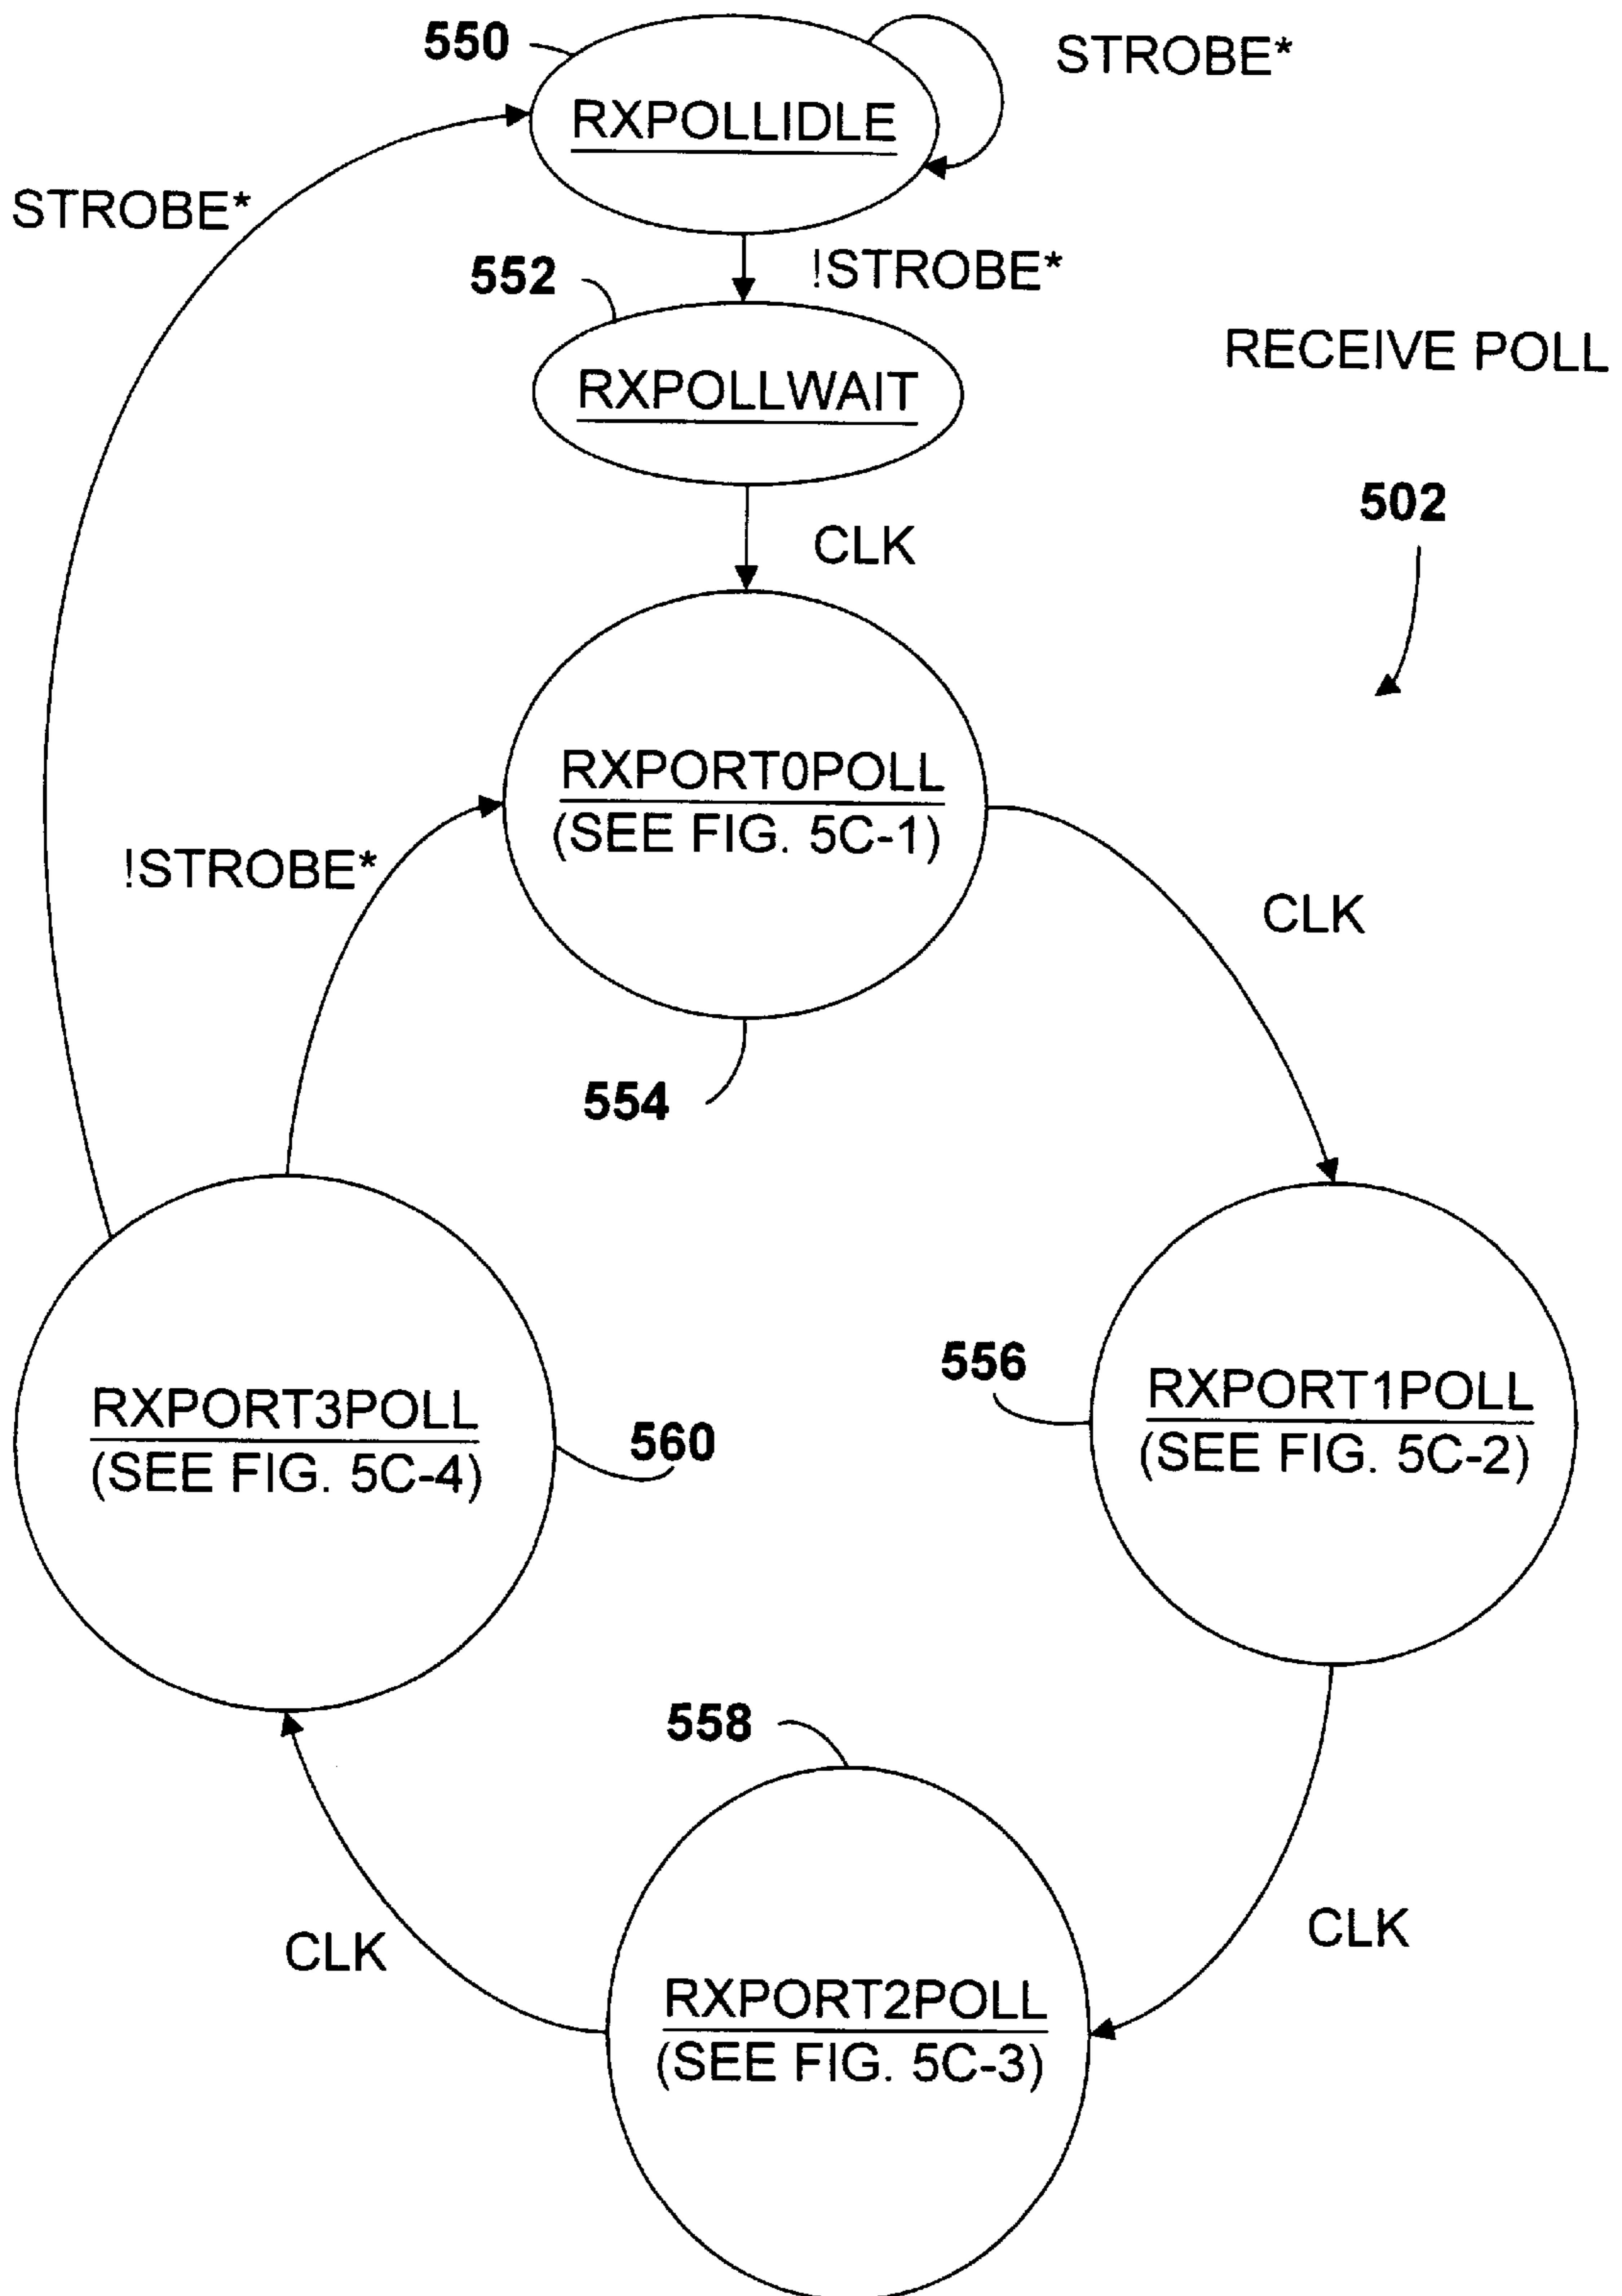 550
STROBE*
RXPOLLIDLE
STROBE*
!STROBE*
552
RXPOLLWAIT
RECEIVE POLL
502
CLK
RXPORT0POLL
(SEE FIG. 5C-1)
!STROBE*
CLK
554
556
RXPORT1POLL
(SEE FIG. 5C-2)
RXPORT3POLL
(SEE FIG. 5C-4)
560
558
CLK
CLK
RXPORT2POLL
(SEE FIG. 5C-3)